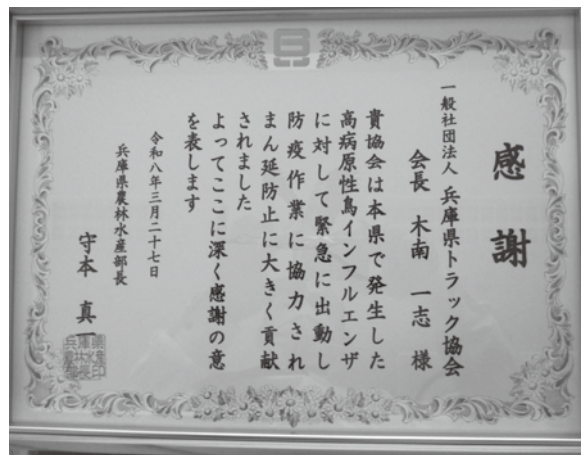 感謝
一般社団法人 兵庫県トラック協会
会長 木南 一志 様
貴協会は本県で発生した
高病原性鳥インフルエンザ
に対して緊急に出動し
防疫作業に協力され
まん延防止に大きく貢献
されました
よってここに深く感謝の意
を表します
令和八年三月二十七日
兵庫県農林水産部長
守本 真一